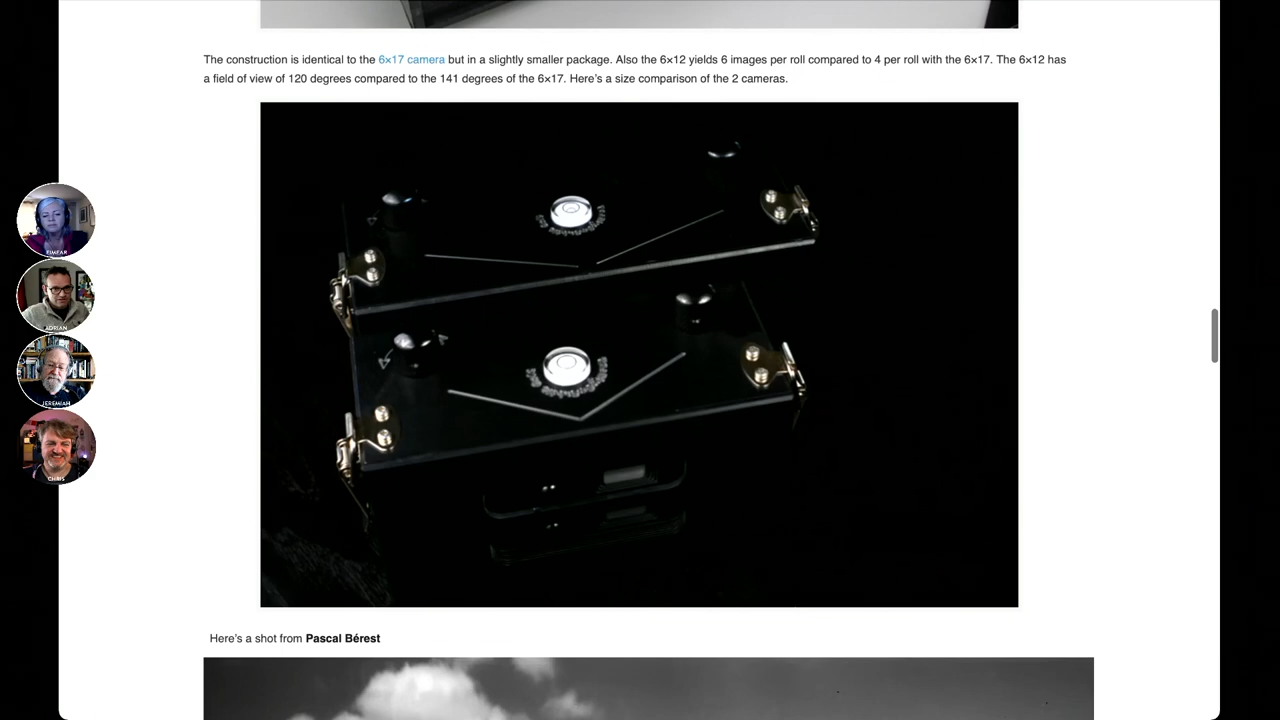 The construction is identical to the 6×17 camera but in a slightly smaller package. Also the 6×12 yields 6 images per roll compared to 4 per roll with the 6×17. The 6×12 has
a field of view of 120 degrees compared to the 141 degrees of the 6×17. Here’s a size comparison of the 2 cameras.
EIMEAR
ADRIAN
JEREMIAH
CHRIS
Here’s a shot from Pascal Bérest